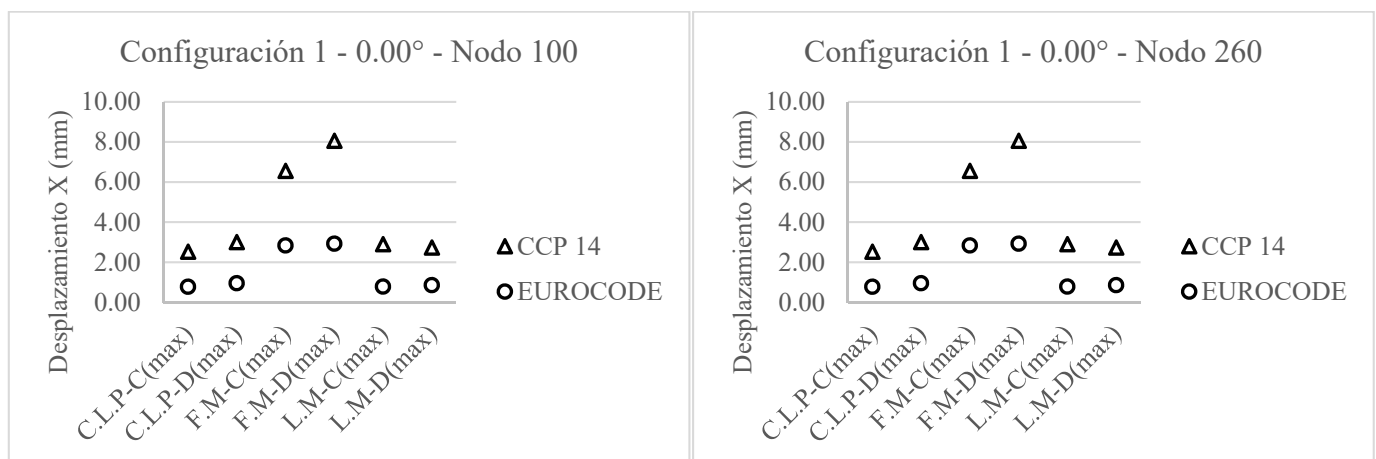 Configuración 1 - 0.00° - Nodo 100
Desplazamiento X (mm)
10.00
8.00
6.00
4.00
2.00
0.00
C.L.P-C(max)
C.L.P-D(max)
F.M-C(max)
F.M-D(max)
L.M-C(max)
L.M-D(max)
CCP 14
EUROCODE
Configuración 1 - 0.00° - Nodo 260
Desplazamiento X (mm)
10.00
8.00
6.00
4.00
2.00
0.00
C.L.P-C(max)
C.L.P-D(max)
F.M-C(max)
F.M-D(max)
L.M-C(max)
L.M-D(max)
CCP 14
EUROCODE